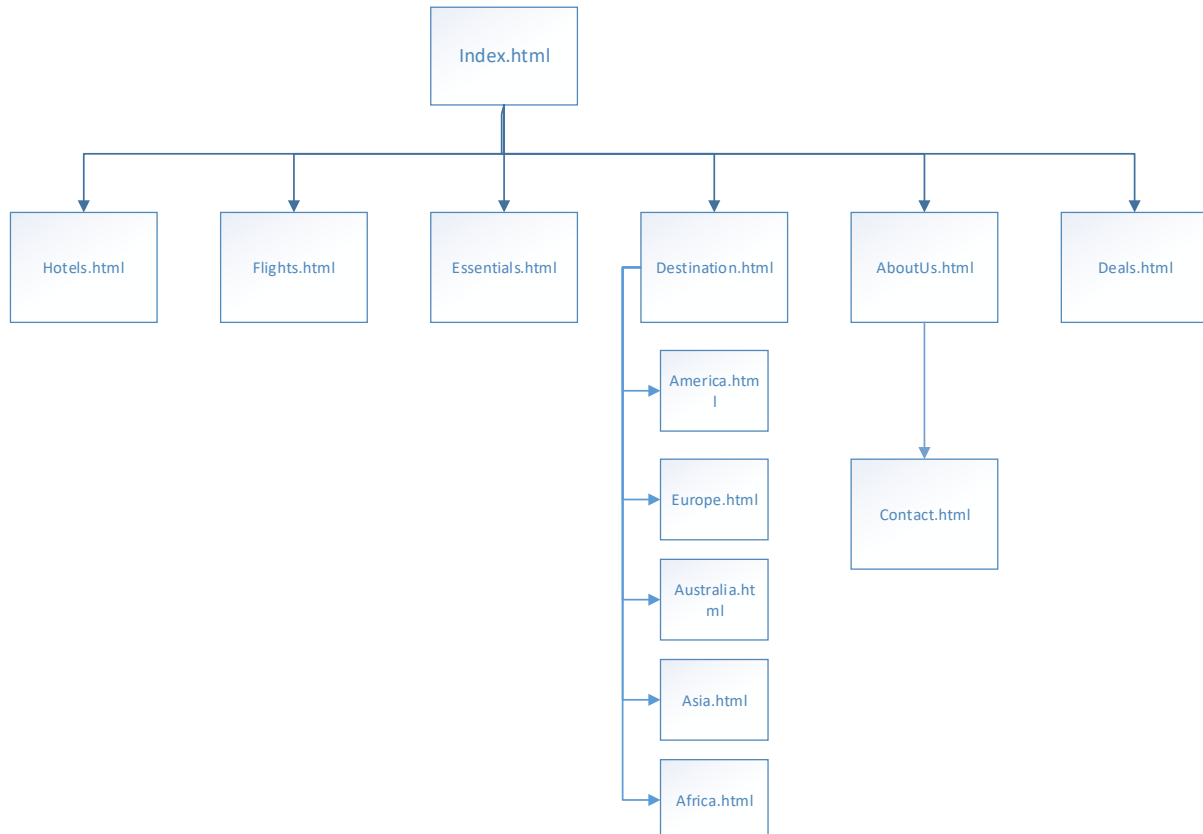 Index.html
Hotels.html
Flights.html
Essentials.html
Destination.html
AboutUs.html
Deals.html
America.htm
l
Europe.html
Contact.html
Australia.ht
ml
Asia.html
Africa.html